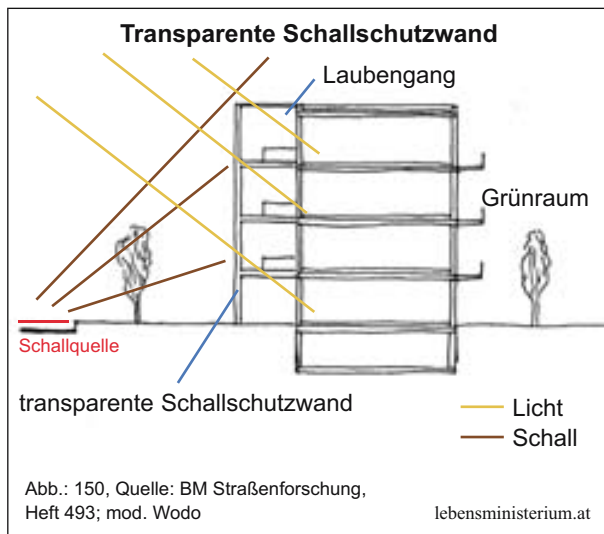 Transparente Schallschutzwand
Laubengang
Grünraum
Schallquelle
transparente Schallschutzwand
Licht
Schall
Abb.: 150, Quelle: BM Straßenforschung,
Heft 493; mod. Wodo
lebensministerium.at